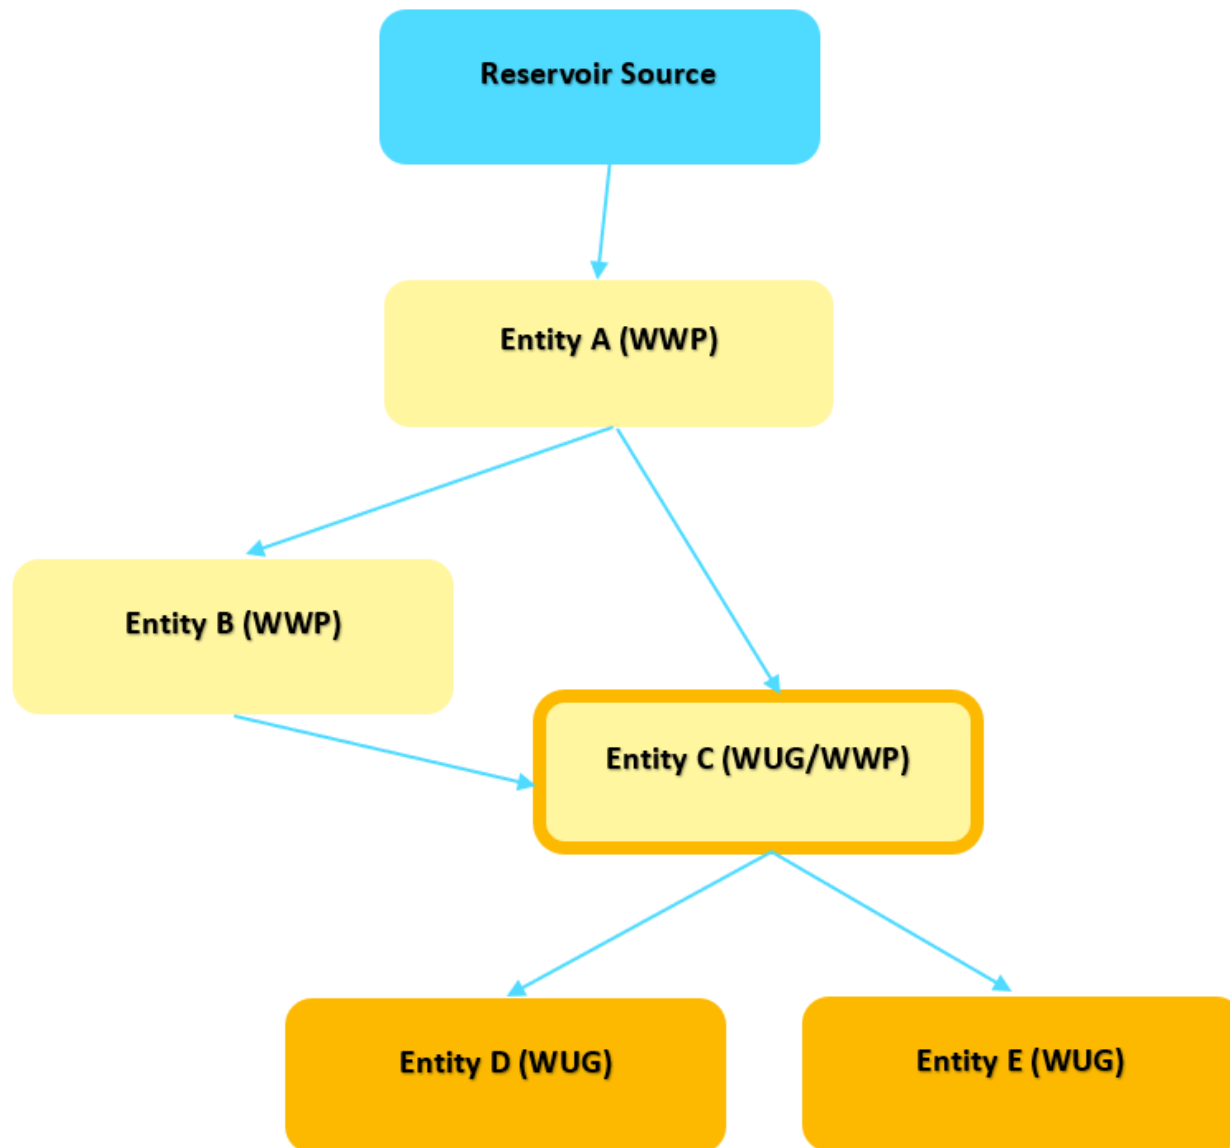 Reservoir Source
Entity A (WWP)
Entity B (WWP)
Entity C (WUG/WWP)
Entity D (WUG)
Entity E (WUG)